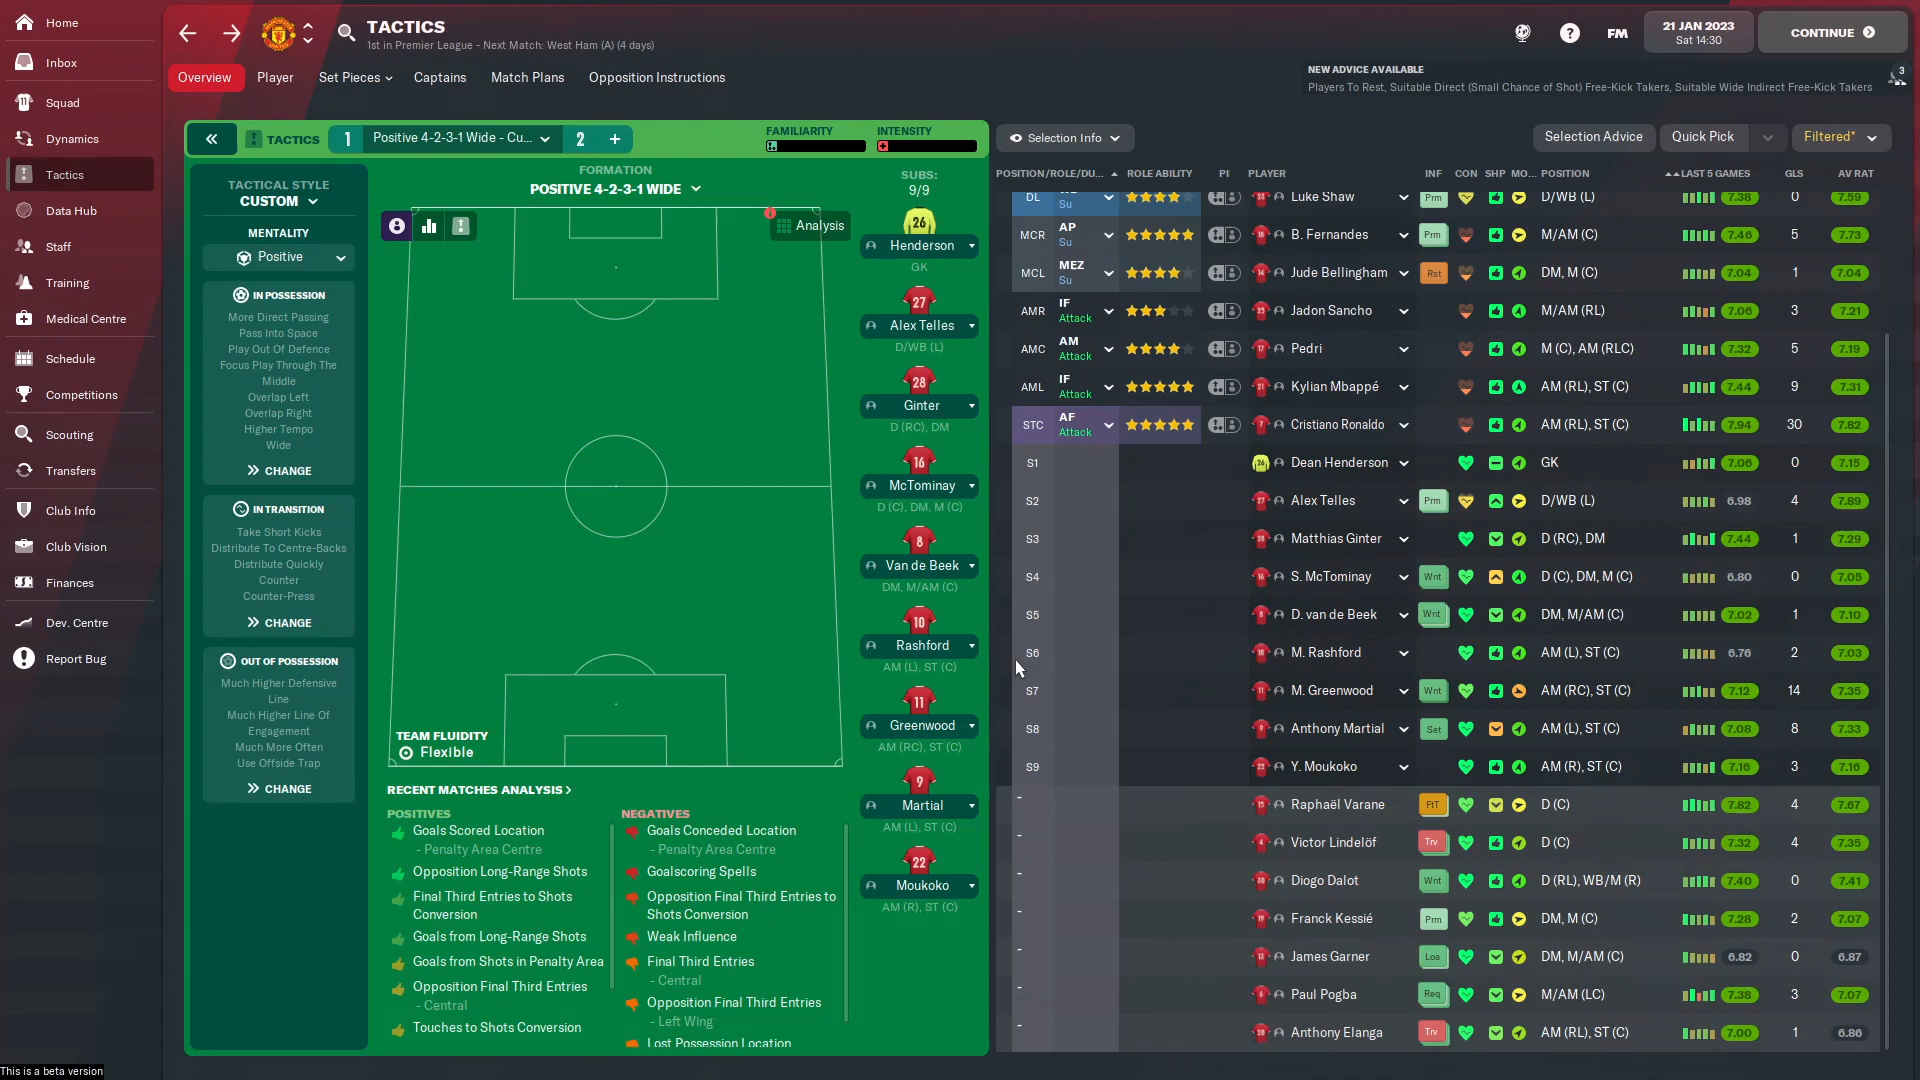 Home
Inbox
Squad
Dynamics
Tactics
Data Hub
Staff
Training
Medical Centre
Schedule
Competitions
Scouting
Transfers
Club Info
Club Vision
Finances
Dev. Centre
Report Bug
This is a beta version
TACTICS
1st in Premier League - Next Match: West Ham (A) (4 days)
FM
21 JAN 2023
Sat 14:30
CONTINUE
Overview
Player
Set Pieces
Captains
Match Plans
Opposition Instructions
NEW ADVICE AVAILABLE
Players To Rest, Suitable Direct (Small Chance of Shot) Free-Kick Takers, Suitable Wide Indirect Free-Kick Takers
3
TACTICS
1
Positive 4-2-3-1 Wide - Cu...
2
FAMILIARITY
INTENSITY
TACTICAL STYLE
CUSTOM
MENTALITY
Positive
IN POSSESSION
More Direct Passing
Pass Into Space
Play Out Of Defence
Focus Play Through The
Middle
Overlap Left
Overlap Right
Higher Tempo
Wide
CHANGE
IN TRANSITION
Take Short Kicks
Distribute To Centre-Backs
Distribute Quickly
Counter
Counter-Press
CHANGE
OUT OF POSSESSION
Much Higher Defensive
Line
Much Higher Line Of
Engagement
Much More Often
Use Offside Trap
CHANGE
FORMATION
POSITIVE 4-2-3-1 WIDE
Analysis
TEAM FLUIDITY
Flexible
RECENT MATCHES ANALYSIS >
POSITIVES
Goals Scored Location
- Penalty Area Centre
Opposition Long-Range Shots
Final Third Entries to Shots
Conversion
Goals from Long-Range Shots
Goals from Shots in Penalty Area
Opposition Final Third Entries
- Central
Touches to Shots Conversion
NEGATIVES
Goals Conceded Location
- Penalty Area Centre
Goalscoring Spells
Opposition Final Third Entries to
Shots Conversion
Weak Influence
Final Third Entries
- Central
Opposition Final Third Entries
- Left Wing
Lost Possession Location
SUBS:
9/9
26
Henderson
GK
27
Alex Telles
D/WB (L)
28
Ginter
D (RC), DM
16
McTominay
D (C), DM, M (C)
8
Van de Beek
DM, M/AM (C)
10
Rashford
AM (L), ST (C)
11
Greenwood
AM (RC), ST (C)
9
Martial
AM (L), ST (C)
22
Moukoko
AM (R), ST (C)
Selection Info
Selection Advice
Quick Pick
Filtered*
POSITION/ROLE/DU... ROLE ABILITY PI PLAYER INF CON SHP MO... POSITION LAST 5 GAMES GLS AV RAT
DL Su Luke Shaw Prm D/WB (L) 7.38 0 7.59
MCR AP Su B. Fernandes Prm M/AM (C) 7.46 5 7.73
MCL MEZ Su Jude Bellingham Rst DM, M (C) 7.04 1 7.04
AMR IF Attack Jadon Sancho M/AM (RL) 7.06 3 7.21
AMC AM Attack Pedri M (C), AM (RLC) 7.32 5 7.19
AML IF Attack Kylian Mbappé AM (RL), ST (C) 7.44 9 7.31
STC AF Attack Cristiano Ronaldo AM (RL), ST (C) 7.94 30 7.82
S1 Dean Henderson GK 7.06 0 7.15
S2 Alex Telles Prm D/WB (L) 6.98 4 7.89
S3 Matthias Ginter D (RC), DM 7.44 1 7.29
S4 S. McTominay Wnt D (C), DM, M (C) 6.80 0 7.05
S5 D. van de Beek Wnt DM, M/AM (C) 7.02 1 7.10
S6 M. Rashford AM (L), ST (C) 6.76 2 7.03
S7 M. Greenwood Wnt AM (RC), ST (C) 7.12 14 7.35
S8 Anthony Martial Set AM (L), ST (C) 7.08 8 7.33
S9 Y. Moukoko AM (R), ST (C) 7.16 3 7.16
- Raphaël Varane FtT D (C) 7.82 4 7.67
- Victor Lindelöf Trv D (C) 7.32 4 7.35
- Diogo Dalot Wnt D (RL), WB/M (R) 7.40 0 7.41
- Franck Kessié Prm DM, M (C) 7.28 2 7.07
- James Garner Loa DM, M/AM (C) 6.82 0 6.87
- Paul Pogba Req M/AM (LC) 7.38 3 7.07
- Anthony Elanga Trv AM (RL), ST (C) 7.00 1 6.86